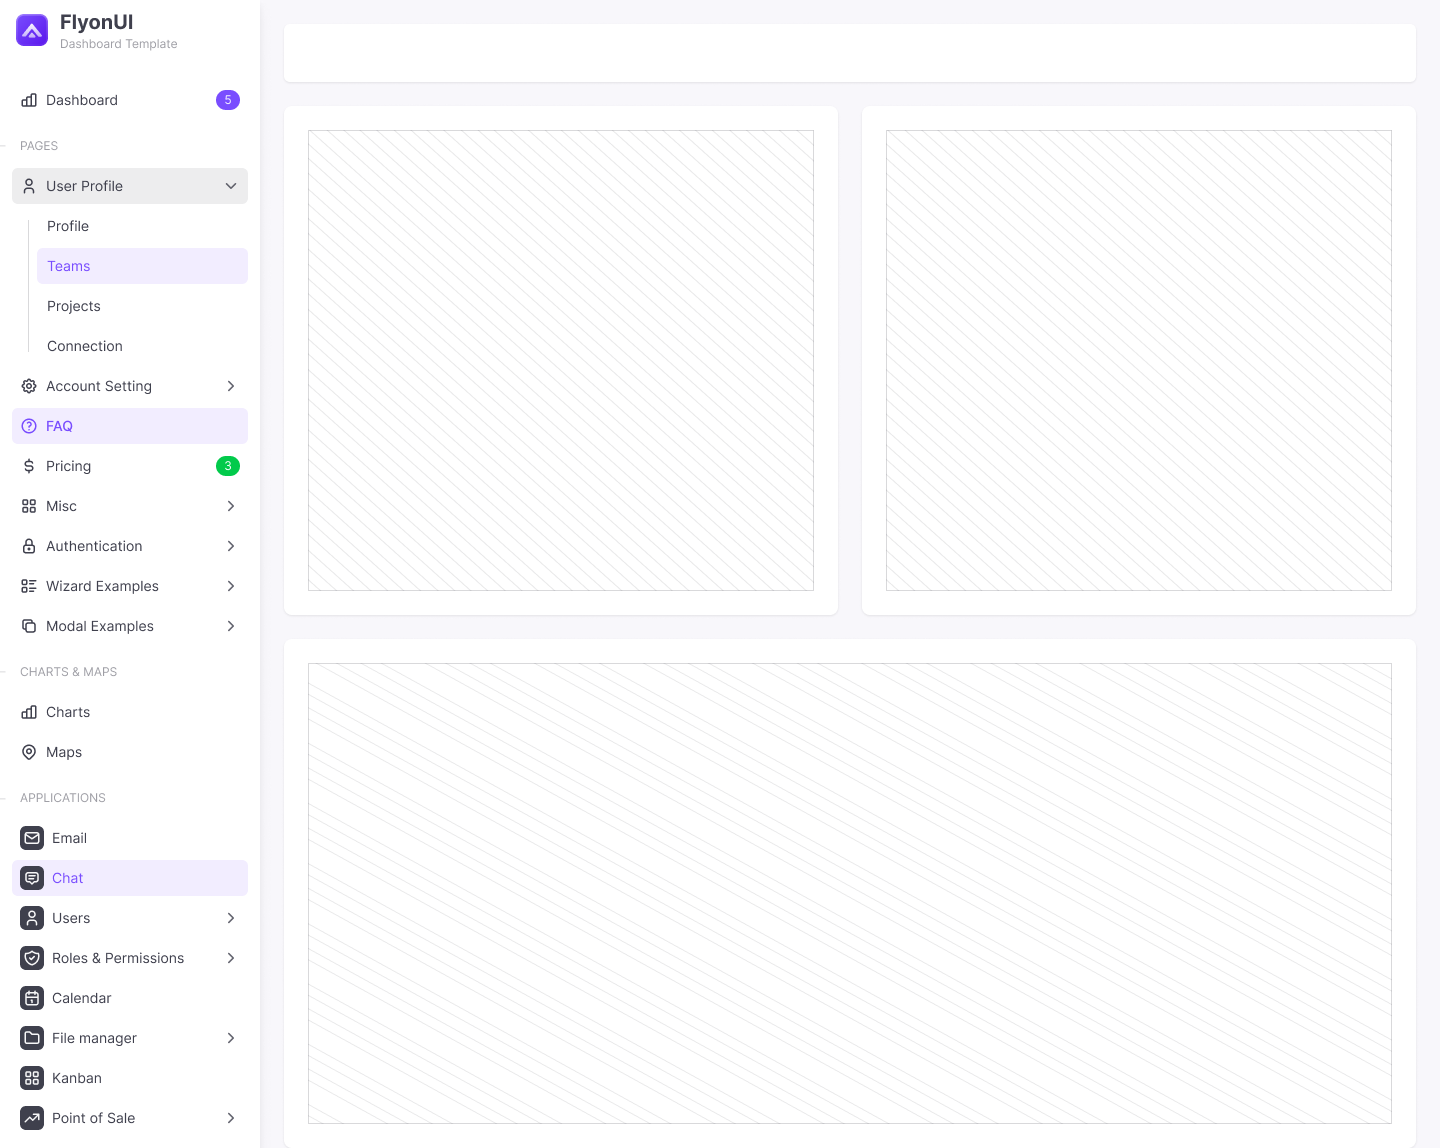 FlyonUI
Dashboard Template
Dashboard 5
PAGES
User Profile
Profile
Teams
Projects
Connection
Account Setting
FAQ
Pricing 3
Misc
Authentication
Wizard Examples
Modal Examples
CHARTS & MAPS
Charts
Maps
APPLICATIONS
Email
Chat
Users
Roles & Permissions
Calendar
File manager
Kanban
Point of Sale